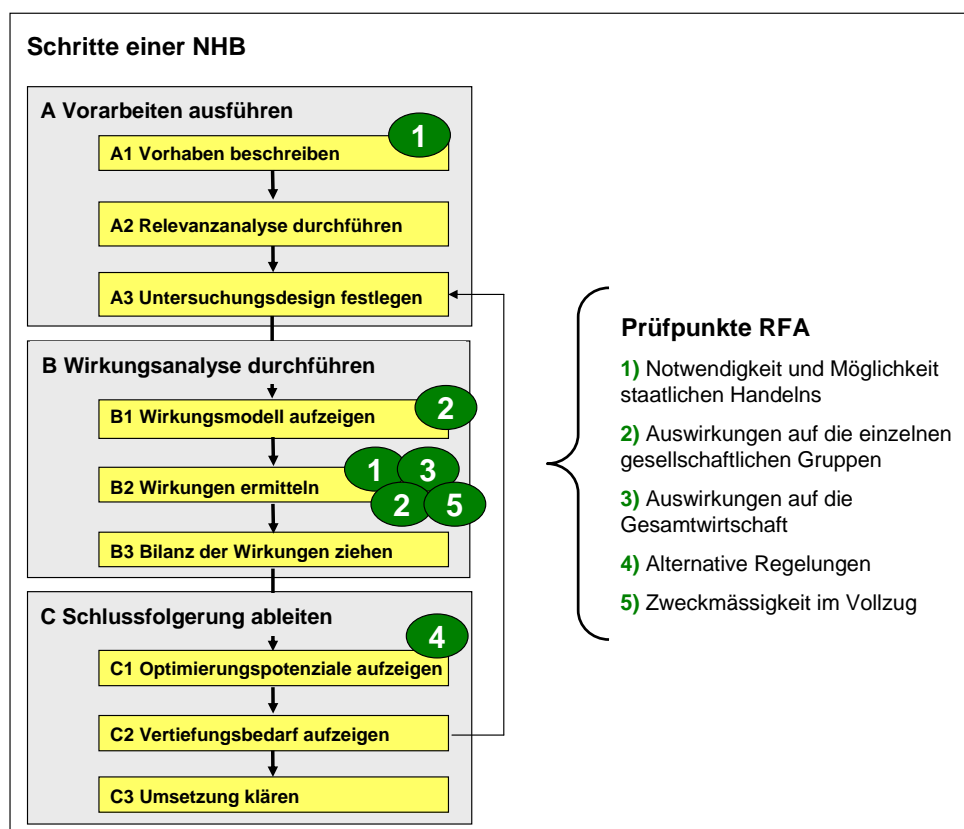 Schritte einer NHB
A Vorarbeiten ausführen
1
A1 Vorhaben beschreiben
A2 Relevanzanalyse durchführen
A3 Untersuchungsdesign festlegen
B Wirkungsanalyse durchführen
B1 Wirkungsmodell aufzeigen
2
B2 Wirkungen ermitteln
1
3
2
5
B3 Bilanz der Wirkungen ziehen
C Schlussfolgerung ableiten
4
C1 Optimierungspotenziale aufzeigen
C2 Vertiefungsbedarf aufzeigen
C3 Umsetzung klären
Prüfpunkte RFA
1) Notwendigkeit und Möglichkeit
staatlichen Handelns
2) Auswirkungen auf die einzelnen
gesellschaftlichen Gruppen
3) Auswirkungen auf die
Gesamtwirtschaft
4) Alternative Regelungen
5) Zweckmässigkeit im Vollzug